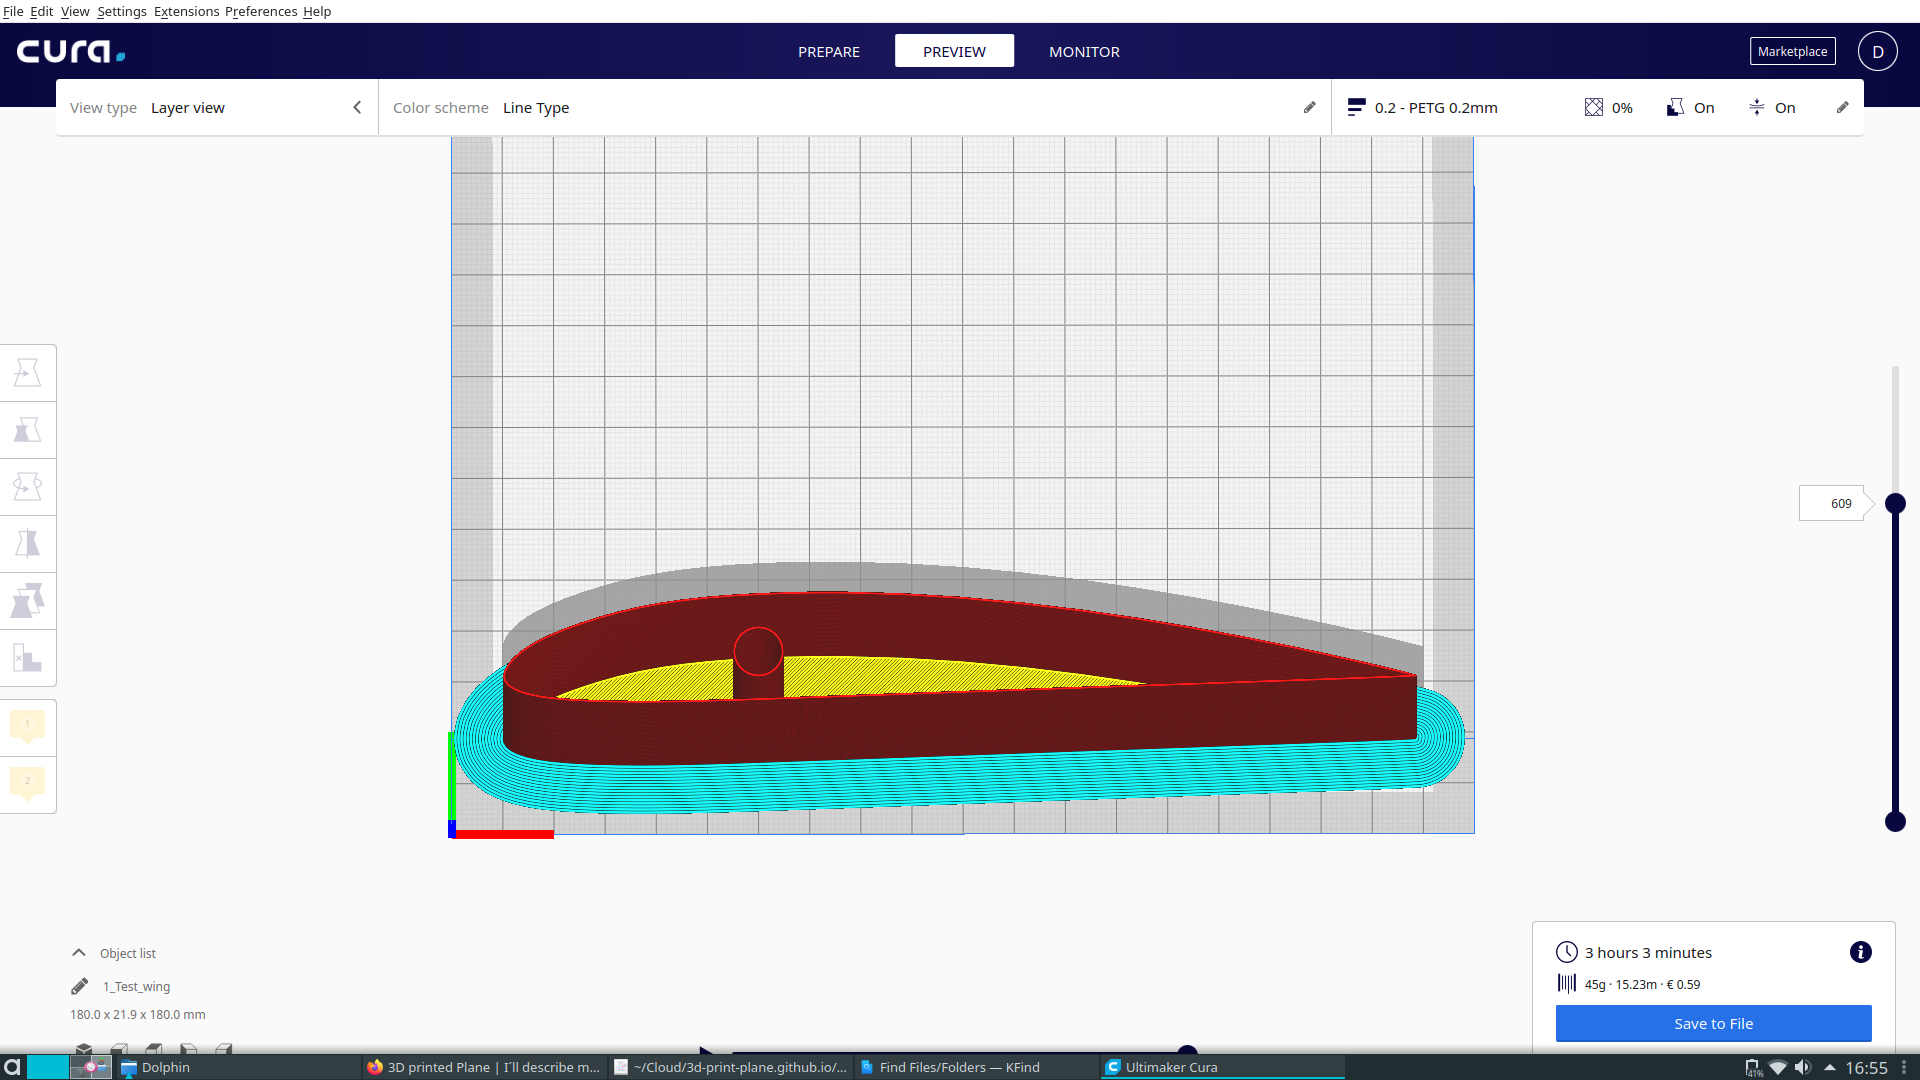 File Edit View Settings Extensions Preferences Help
cura.
PREPARE PREVIEW MONITOR
Marketplace D
View type Layer view Color scheme Line Type 0.2 - PETG 0.2mm 0% On On
609
1
2
3 hours 3 minutes
45g · 15.23m · € 0.59
Save to File
Object list
1_Test_wing
180.0 x 21.9 x 180.0 mm
Dolphin 3D printed Plane | I´ll describe m... ~/Cloud/3d-print-plane.github.io/... Find Files/Folders — KFind Ultimaker Cura 41% 16:55